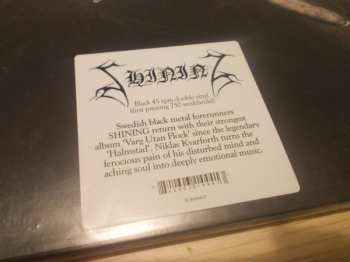 SHINING
Black 45 rpm double vinyl
(first pressing 750 worldwide)
Swedish black metal forerunners
SHINING return with their strongest
album 'Varg Utan Flock' since the legendary
'Halmstad'. Niklas Kvarforth turns the
ferocious pain of his disturbed mind and
aching soul into deeply emotional music.